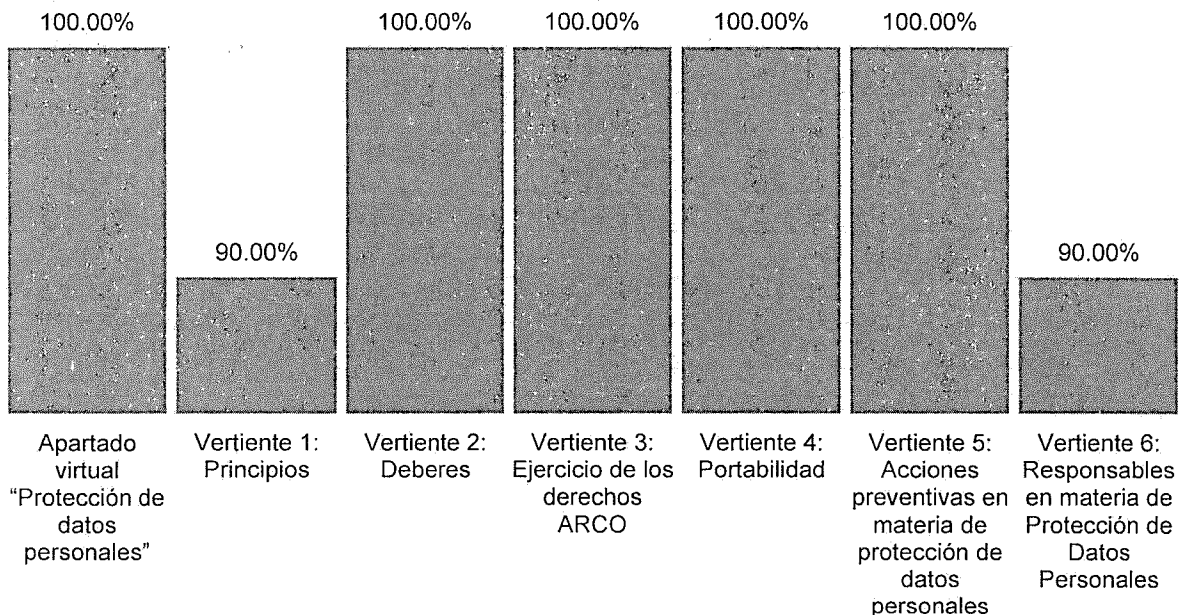 100.00%
90.00%
100.00%
100.00%
100.00%
100.00%
90.00%
Apartado
virtual
“Protección de
datos
personales”
Vertiente 1:
Principios
Vertiente 2:
Deberes
Vertiente 3:
Ejercicio de los
derechos
ARCO
Vertiente 4:
Portabilidad
Vertiente 5:
Acciones
preventivas en
materia de
protección de
datos
personales
Vertiente 6:
Responsables
en materia de
Protección de
Datos
Personales